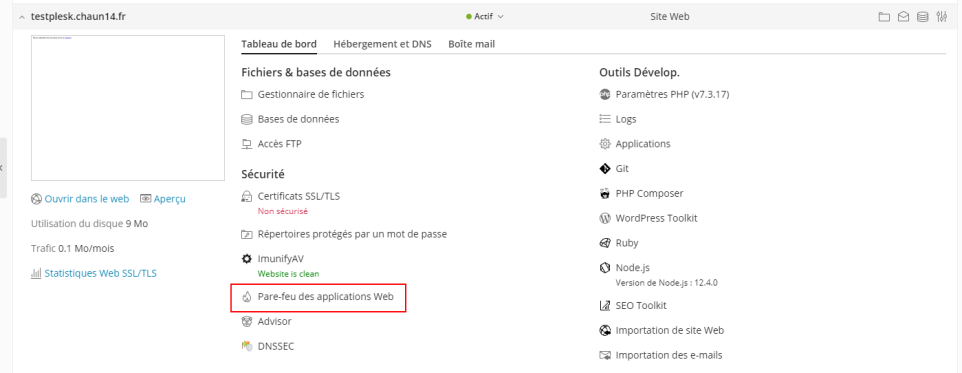 testplesk.chaun14.fr
Actif
Site Web
Tableau de bord Hébergement et DNS Boîte mail
Ouvrir dans le web Aperçu
Utilisation du disque 9 Mo
Trafic 0.1 Mo/mois
Statistiques Web SSL/TLS
Fichiers & bases de données
Gestionnaire de fichiers
Bases de données
Accès FTP
Sécurité
Certificats SSL/TLS
Non sécurisé
Répertoires protégés par un mot de passe
ImunifyAV
Website is clean
Pare-feu des applications Web
Advisor
DNSSEC
Outils Dévelop.
Paramètres PHP (v7.3.17)
Logs
Applications
Git
PHP Composer
WordPress Toolkit
Ruby
Node.js
Version de Node.js : 12.4.0
SEO Toolkit
Importation de site Web
Importation des e-mails